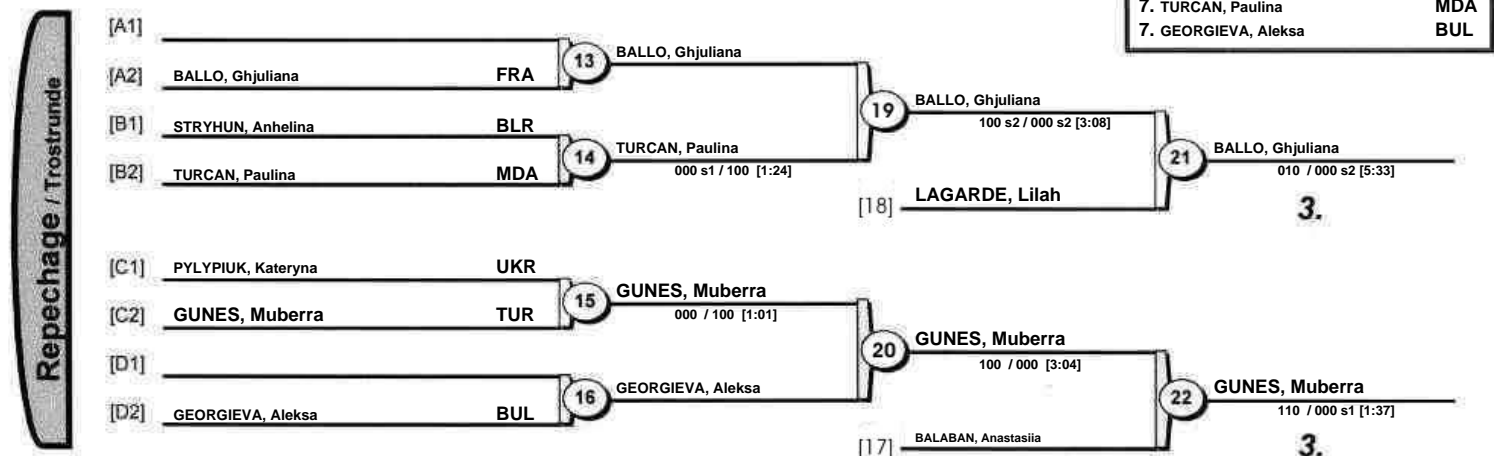 7. TURCAN, Paulina MDA
7. GEORGIEVA, Aleksa BUL
Repechage / Trostrunde
[A1]
[A2] BALLO, Ghjuliana FRA
13
BALLO, Ghjuliana
[B1] STRYHUN, Anhelina BLR
[B2] TURCAN, Paulina MDA
14
TURCAN, Paulina
000 s1 / 100 [1:24]
19
BALLO, Ghjuliana
100 s2 / 000 s2 [3:08]
[18] LAGARDE, Lilah
21
BALLO, Ghjuliana
010 / 000 s2 [5:33]
3.
[C1] PYLYPIUK, Kateryna UKR
[C2] GUNES, Muberra TUR
15
GUNES, Muberra
000 / 100 [1:01]
[D1]
[D2] GEORGIEVA, Aleksa BUL
16
GEORGIEVA, Aleksa
20
GUNES, Muberra
100 / 000 [3:04]
[17] BALABAN, Anastasiia
22
GUNES, Muberra
110 / 000 s1 [1:37]
3.